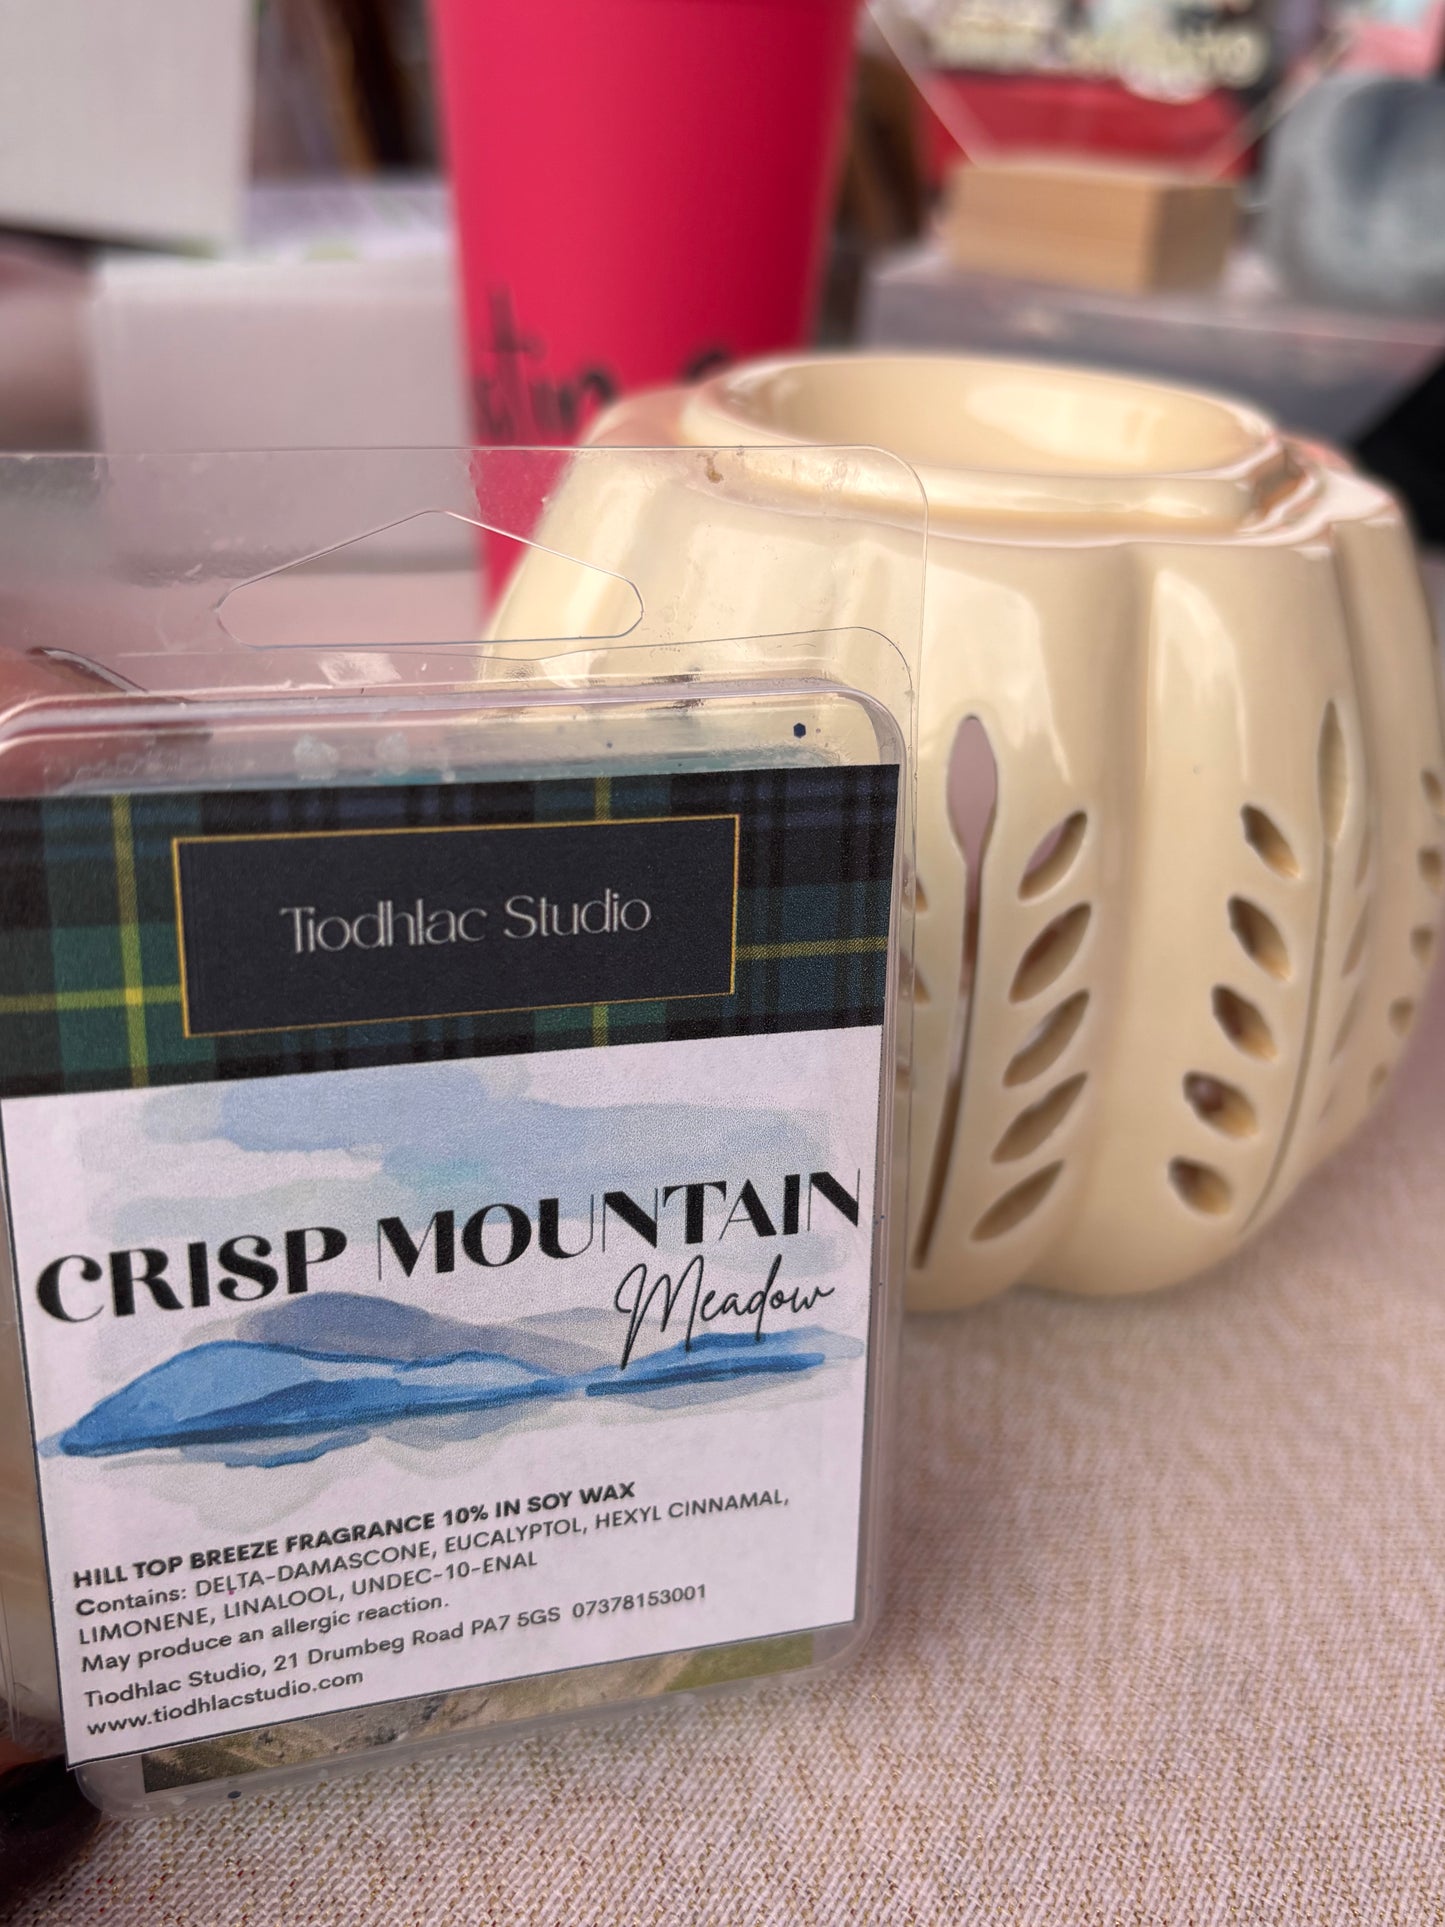 Tiodhlac Studio
CRISP MOUNTAIN
Meadow
HILL TOP BREEZE FRAGRANCE 10% IN SOY WAX
Contains: DELTA-DAMASCONE, EUCALYPTOL, HEXYL CINNAMAL,
LIMONENE, LINALOOL, UNDEC-10-ENAL
May produce an allergic reaction.
Tiodhlac Studio, 21 Drumbeg Road PA7 5GS 07378153001
www.tiodhlacstudio.com